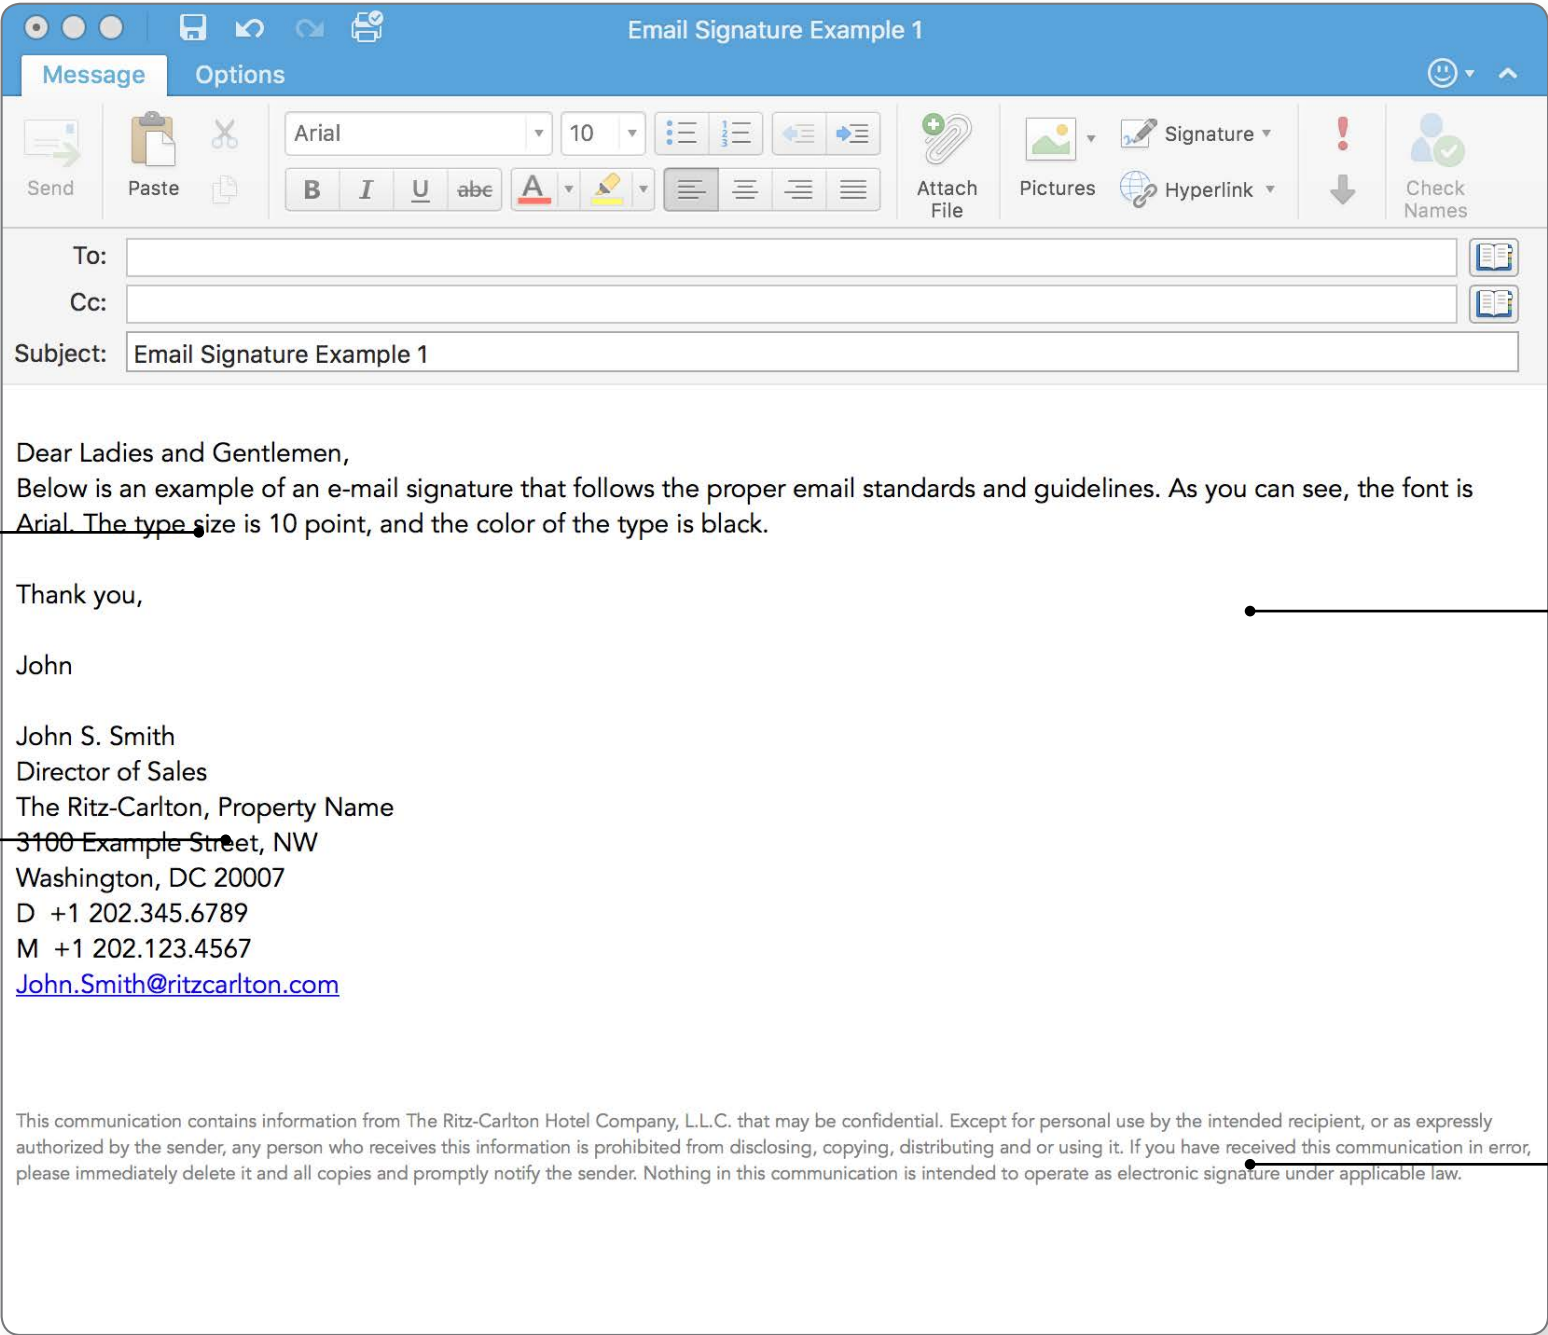 Email Signature Example 1
Message Options
Arial 10 Signature
Send Paste B I U abc A Attach File Pictures Hyperlink Check Names
To:
Cc:
Subject: Email Signature Example 1
Dear Ladies and Gentlemen,
Below is an example of an e-mail signature that follows the proper email standards and guidelines. As you can see, the font is
Arial. The type size is 10 point, and the color of the type is black.
Thank you,
John
John S. Smith
Director of Sales
The Ritz-Carlton, Property Name
3100 Example Street, NW
Washington, DC 20007
D +1 202.345.6789
M +1 202.123.4567
John.Smith@ritzcarlton.com
This communication contains information from The Ritz-Carlton Hotel Company, L.L.C. that may be confidential. Except for personal use by the intended recipient, or as expressly
authorized by the sender, any person who receives this information is prohibited from disclosing, copying, distributing and or using it. If you have received this communication in error,
please immediately delete it and all copies and promptly notify the sender. Nothing in this communication is intended to operate as electronic signature under applicable law.